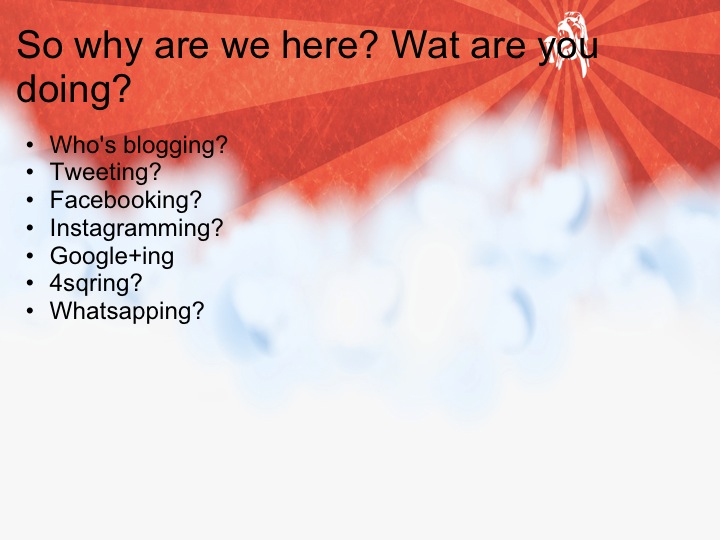 So why are we here? Wat are you
doing?
• Who's blogging?
• Tweeting?
• Facebooking?
• Instagramming?
• Google+ing
• 4sqring?
• Whatsapping?